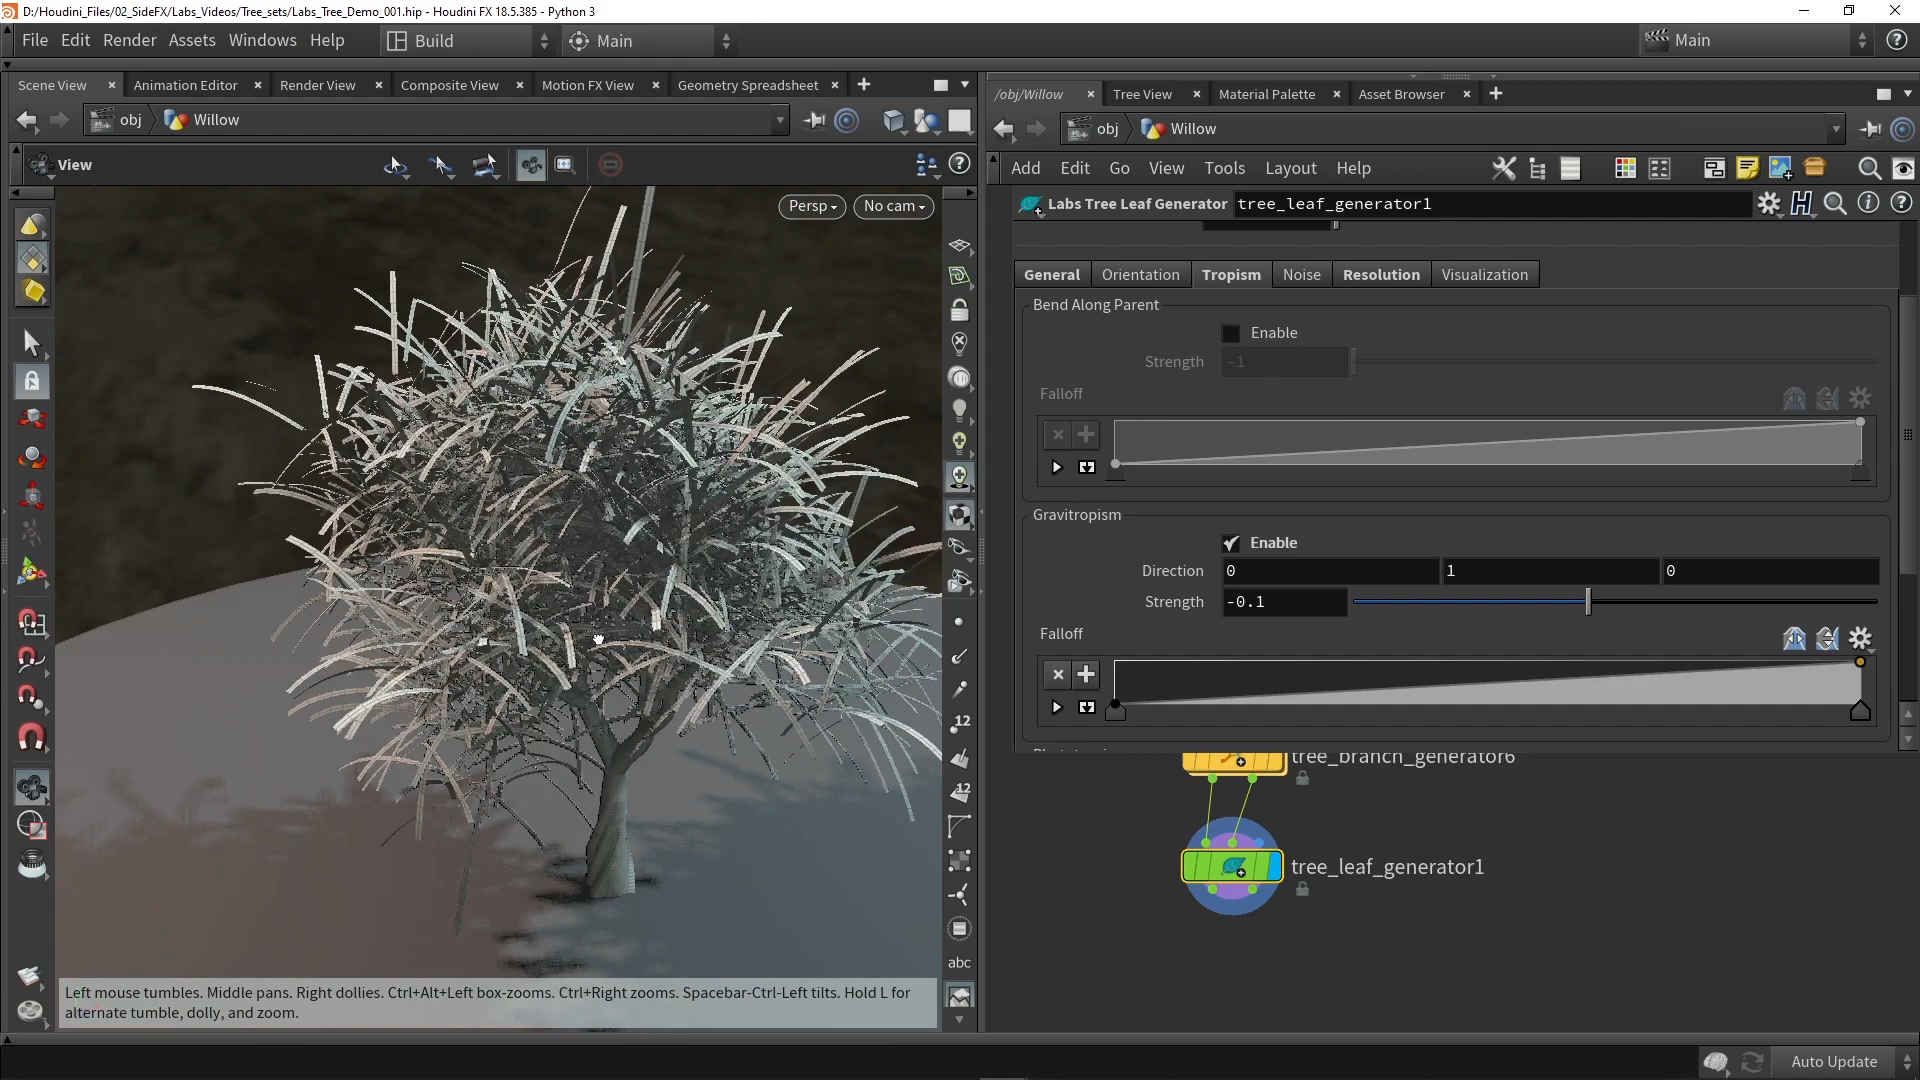 D:/Houdini_Files/02_SideFX/Labs_Videos/Tree_sets/Labs_Tree_Demo_001.hip - Houdini FX 18.5.385 - Python 3
File Edit Render Assets Windows Help Build Main Main
Scene View Animation Editor Render View Composite View Motion FX View Geometry Spreadsheet
/obj/Willow Tree View Material Palette Asset Browser
obj Willow
obj Willow
View
Add Edit Go View Tools Layout Help
Persp No cam
Labs Tree Leaf Generator tree_leaf_generator1
General Orientation Tropism Noise Resolution Visualization
Bend Along Parent
Enable
Strength -1
Falloff
Gravitropism
Enable
Direction 0 1 0
Strength -0.1
Falloff
12
12
abc
tree_branch_generator6
tree_leaf_generator1
Left mouse tumbles. Middle pans. Right dollies. Ctrl+Alt+Left box-zooms. Ctrl+Right zooms. Spacebar-Ctrl-Left tilts. Hold L for
alternate tumble, dolly, and zoom.
Auto Update